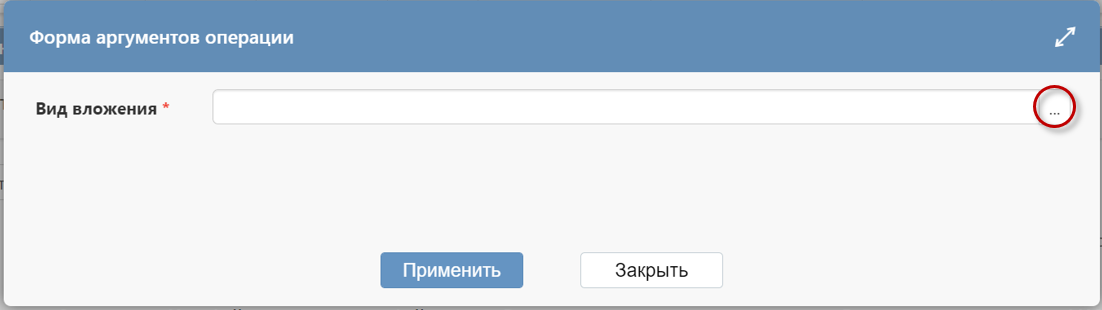 Форма аргументов операции
Вид вложения *
...
Применить Закрыть